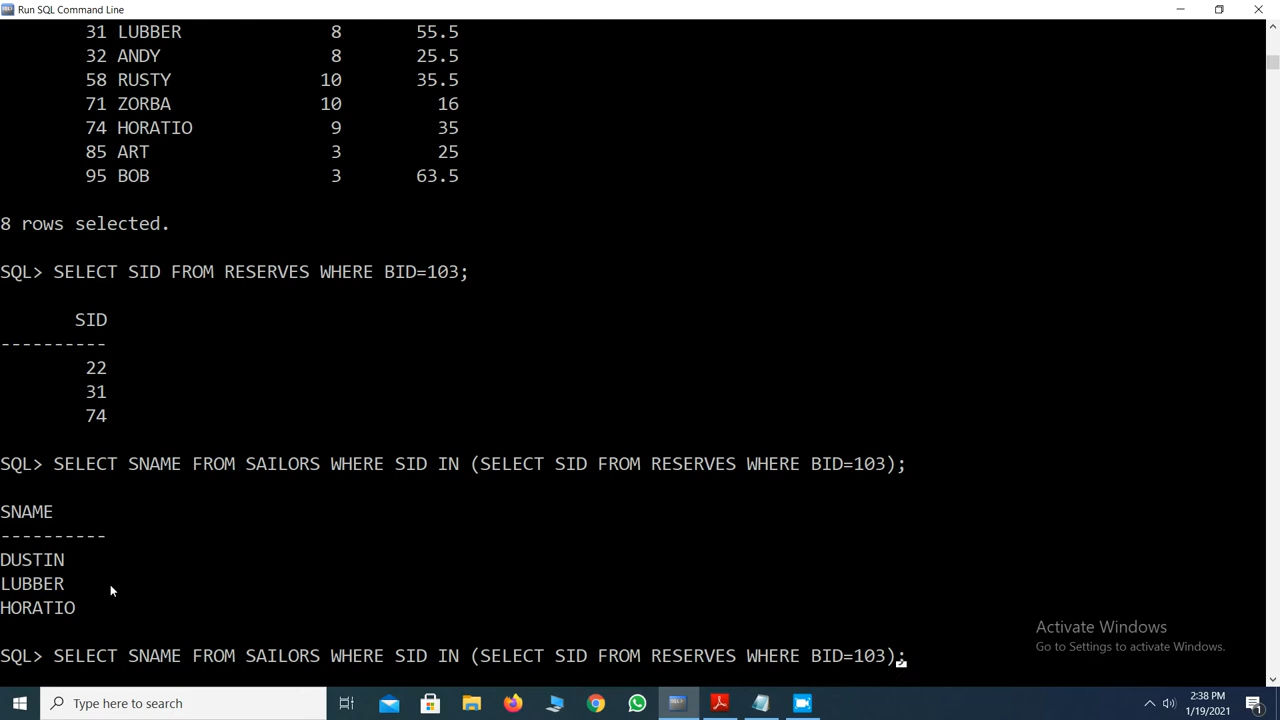 Run SQL Command Line
31 LUBBER 8 55.5
32 ANDY 8 25.5
58 RUSTY 10 35.5
71 ZORBA 10 16
74 HORATIO 9 35
85 ART 3 25
95 BOB 3 63.5
8 rows selected.
SQL> SELECT SID FROM RESERVES WHERE BID=103;
SID
----------
22
31
74
SQL> SELECT SNAME FROM SAILORS WHERE SID IN (SELECT SID FROM RESERVES WHERE BID=103);
SNAME
----------
DUSTIN
LUBBER
HORATIO
SQL> SELECT SNAME FROM SAILORS WHERE SID IN (SELECT SID FROM RESERVES WHERE BID=103);
Activate Windows
Go to Settings to activate Windows.
Type here to search
2:38 PM
1/19/2021